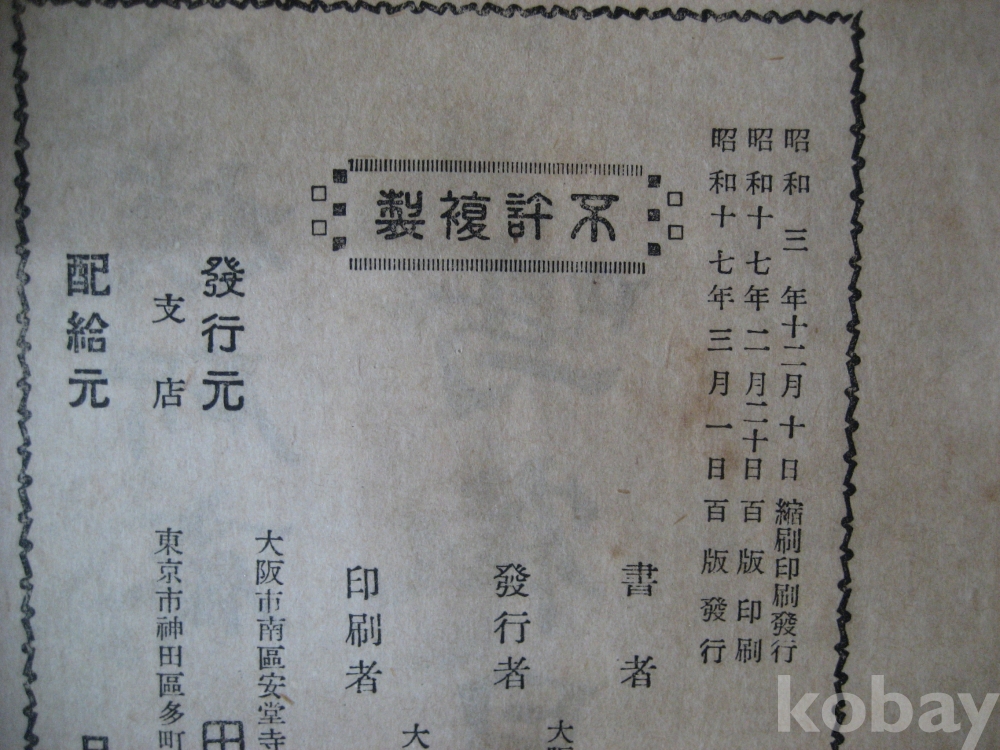 昭和三年十二月十日縮刷印刷發行
昭和十七年二月二十日百版印刷
昭和十七年三月一日百版發行
不許複製
書者
發行者
大阪
印刷者
大
發行元
大阪市南區安堂寺
田
支店
東京市神田區多町
配給元
kobay